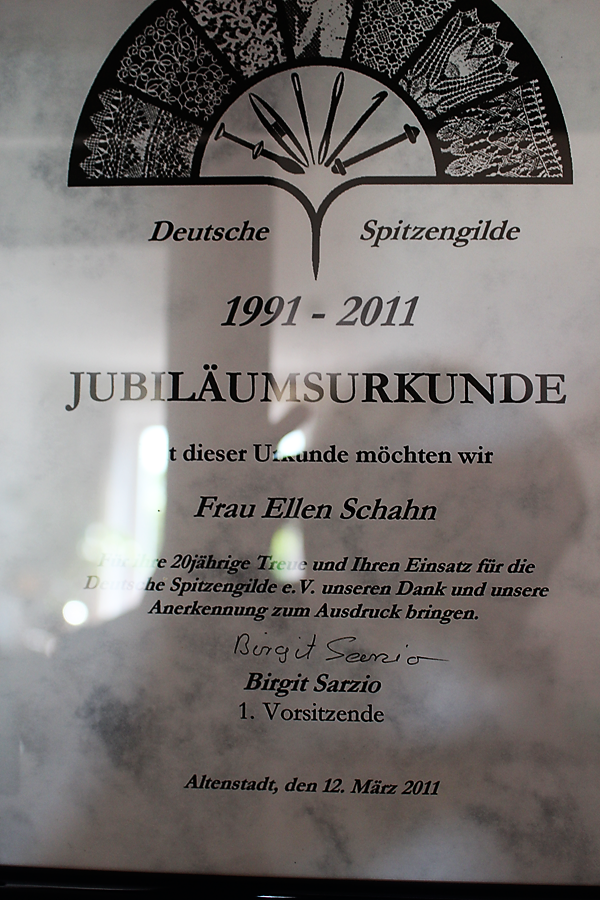 Deutsche Spitzengilde
1991 - 2011
JUBILÄUMSURKUNDE
t dieser Urkunde möchten wir
Frau Ellen Schahn
Für Ihre 20jährige Treue und Ihren Einsatz für die
Deutsche Spitzengilde e.V. unseren Dank und unsere
Anerkennung zum Ausdruck bringen.
Birgit Sarzio
Birgit Sarzio
1. Vorsitzende
Altenstadt, den 12. März 2011